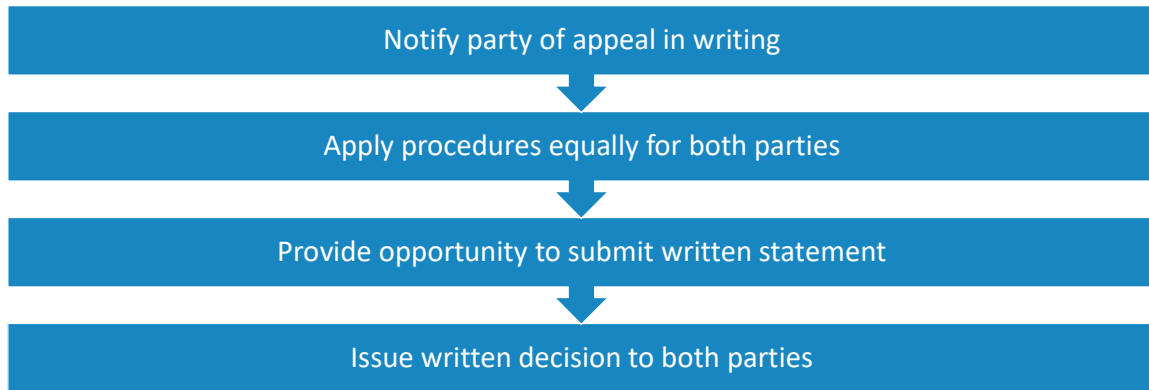 Notify party of appeal in writing
Apply procedures equally for both parties
Provide opportunity to submit written statement
Issue written decision to both parties